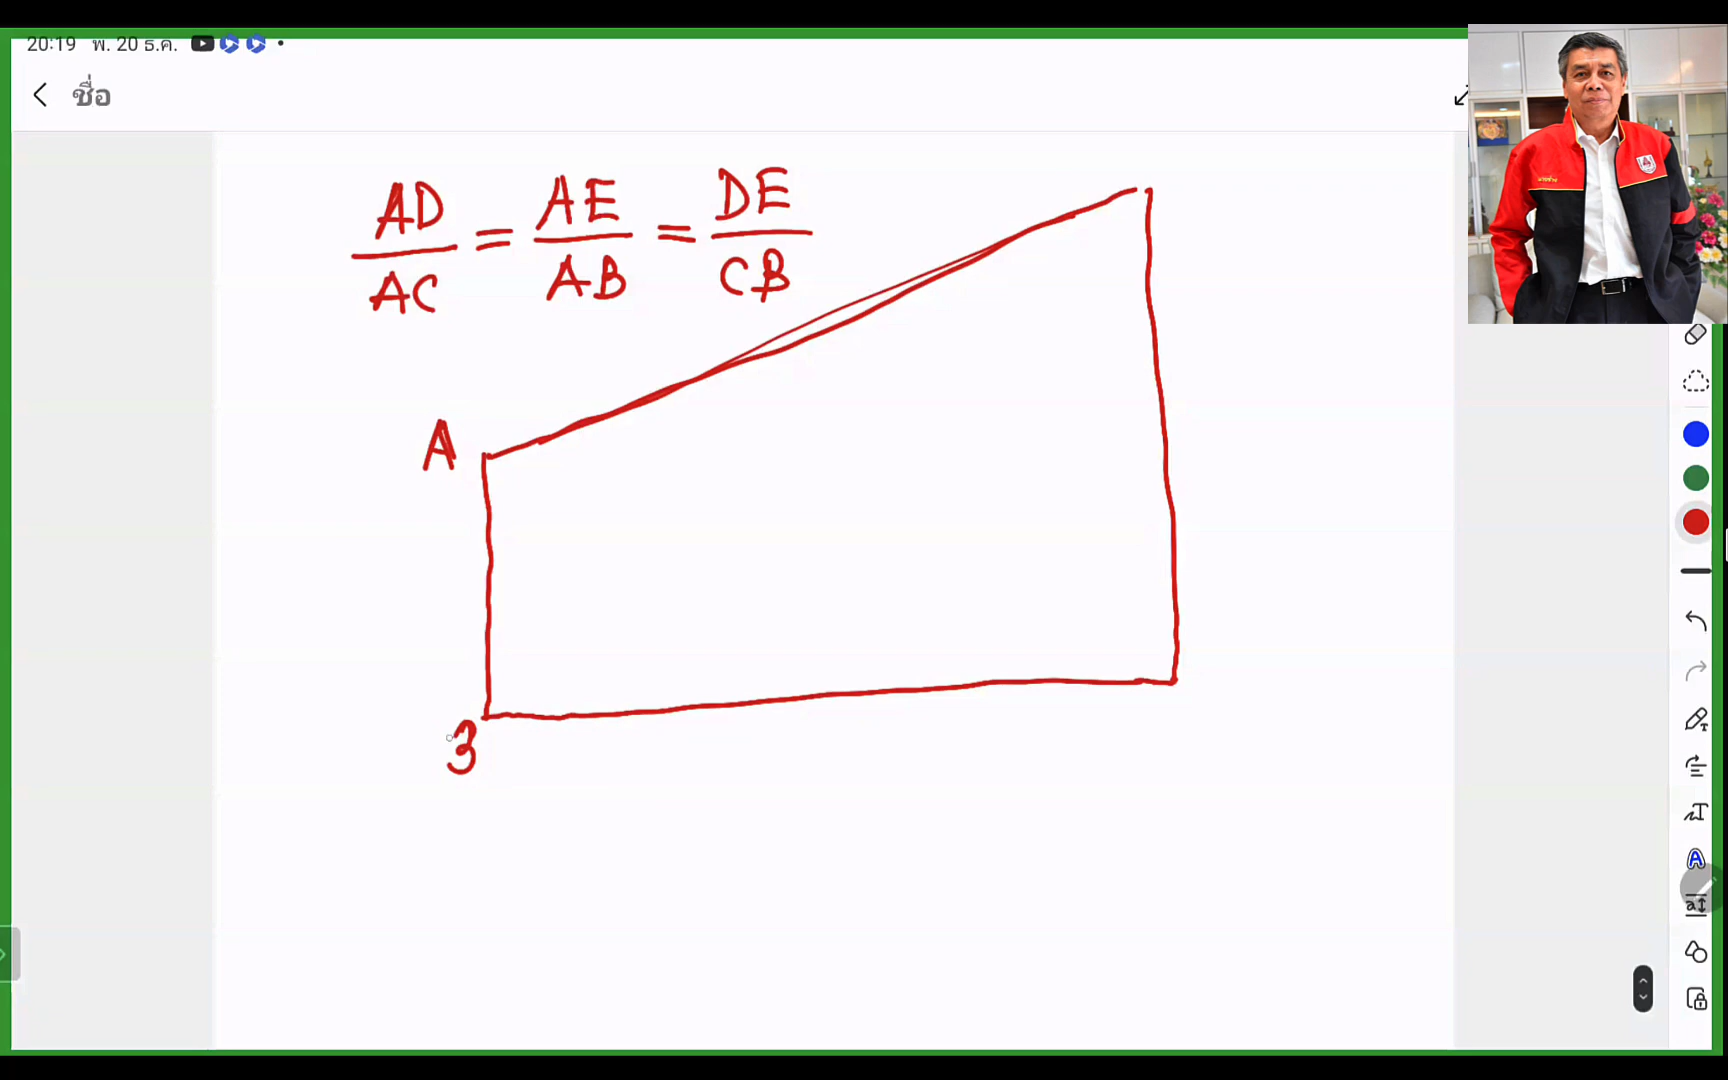 20:19 พ. 20 ธ.ค.
ชื่อ
AD/AC = AE/AB = DE/CB
A
3